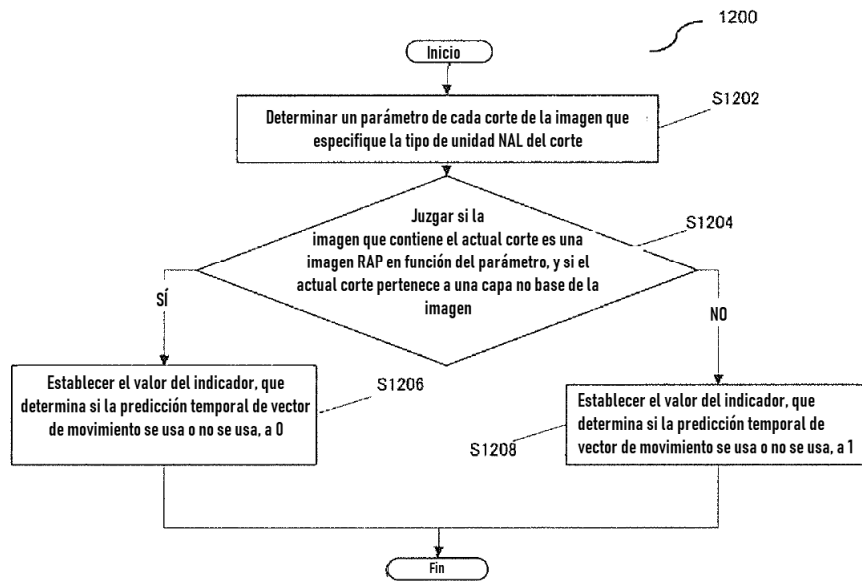 1200
Inicio
S1202
Determinar un parámetro de cada corte de la imagen que
especifique la tipo de unidad NAL del corte
S1204
Juzgar si la
imagen que contiene el actual corte es una
imagen RAP en función del parámetro, y si el
actual corte pertenece a una capa no base de la
imagen
SÍ
NO
Establecer el valor del indicador, que
determina si la predicción temporal de vector
de movimiento se usa o no se usa, a 0
S1206
Establecer el valor del indicador, que
determina si la predicción temporal de
vector de movimiento se usa o no se usa, a 1
S1208
Fin